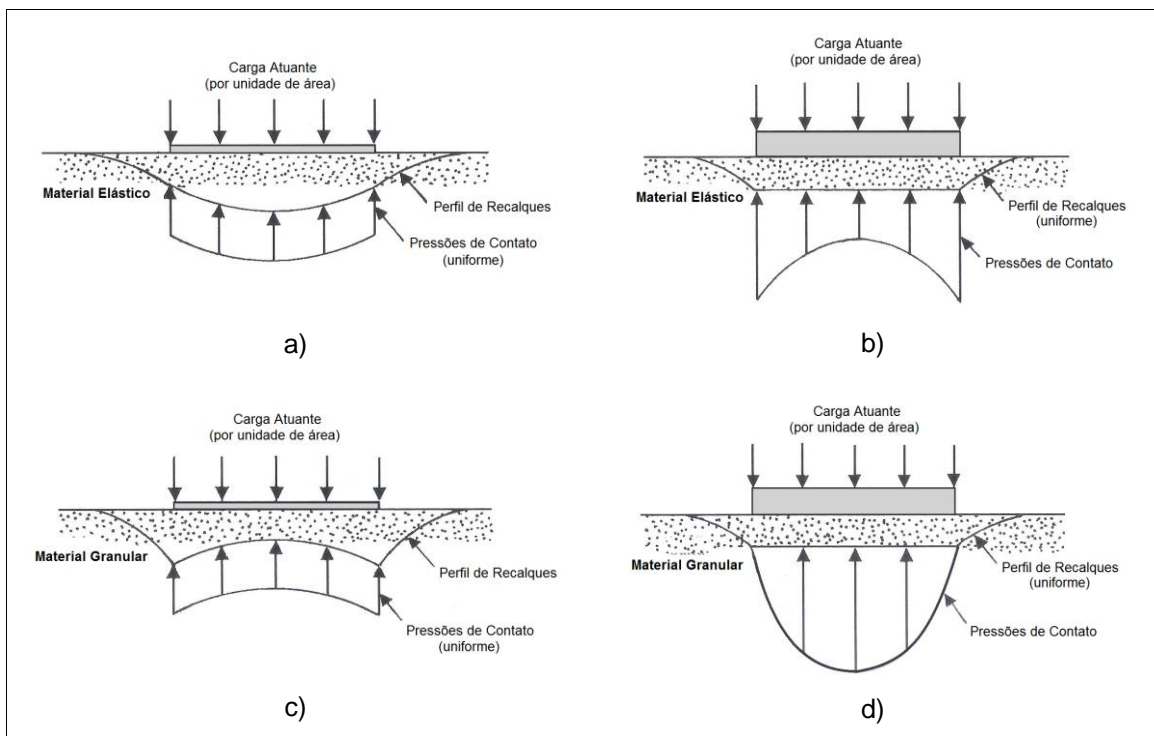 Carga Atuante
(por unidade de área)
Material Elástico
Perfil de Recalques
Pressões de Contato
(uniforme)
a)
Carga Atuante
(por unidade de área)
Material Elástico
Perfil de Recalques
(uniforme)
Pressões de Contato
b)
Carga Atuante
(por unidade de área)
Material Granular
Perfil de Recalques
Pressões de Contato
(uniforme)
c)
Carga Atuante
(por unidade de área)
Material Granular
Perfil de Recalques
(uniforme)
Pressões de Contato
d)